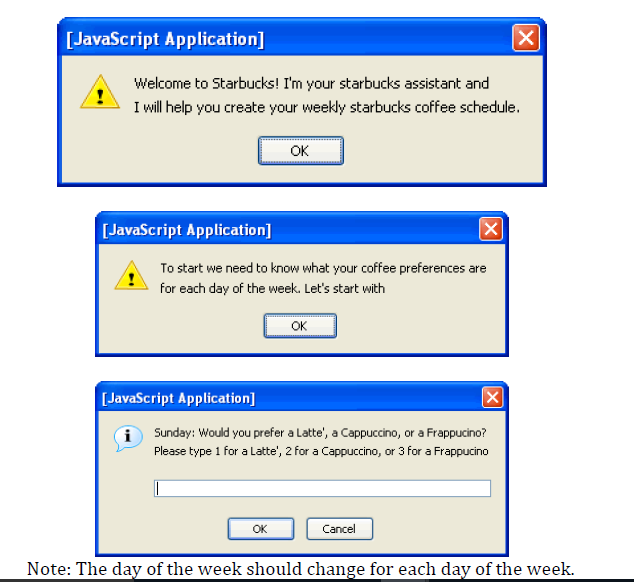 [JavaScript Application]
Welcome to Starbucks! I'm your starbucks assistant and
I will help you create your weekly starbucks coffee schedule.
OK
[JavaScript Application]
To start we need to know what your coffee preferences are
for each day of the week. Let's start with
OK
[JavaScript Application]
Sunday: Would you prefer a Latte', a Cappuccino, or a Frappucino?
Please type 1 for a Latte', 2 for a Cappuccino, or 3 for a Frappucino
OK Cancel
Note: The day of the week should change for each day of the week.